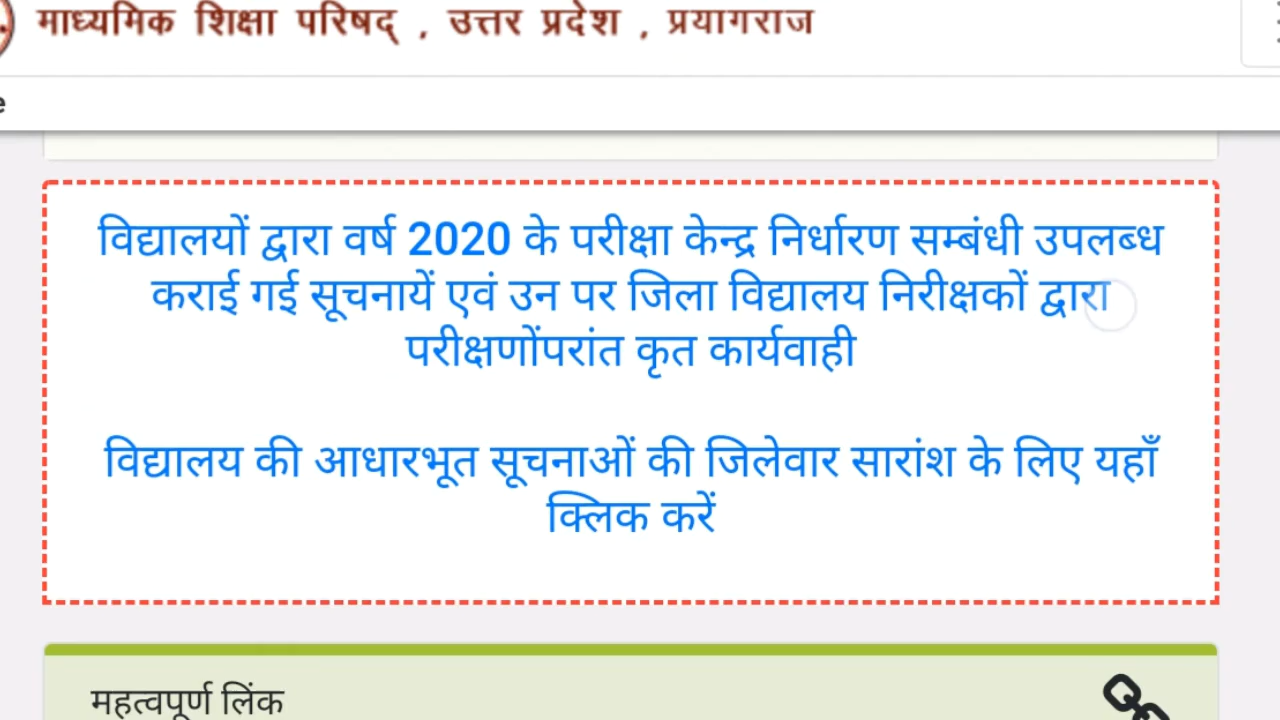 माध्यमिक शिक्षा परिषद् , उत्तर प्रदेश , प्रयागराज
e
विद्यालयों द्वारा वर्ष 2020 के परीक्षा केन्द्र निर्धारण सम्बंधी उपलब्ध
कराई गई सूचनायें एवं उन पर जिला विद्यालय निरीक्षकों द्वारा
परीक्षणोंपरांत कृत कार्यवाही
विद्यालय की आधारभूत सूचनाओं की जिलेवार सारांश के लिए यहाँ
क्लिक करें
महत्वपूर्ण लिंक